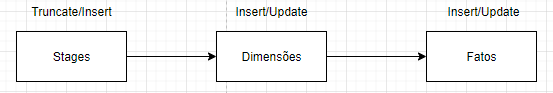 Truncate/Insert
Insert/Update
Insert/Update
Stages
Dimensões
Fatos